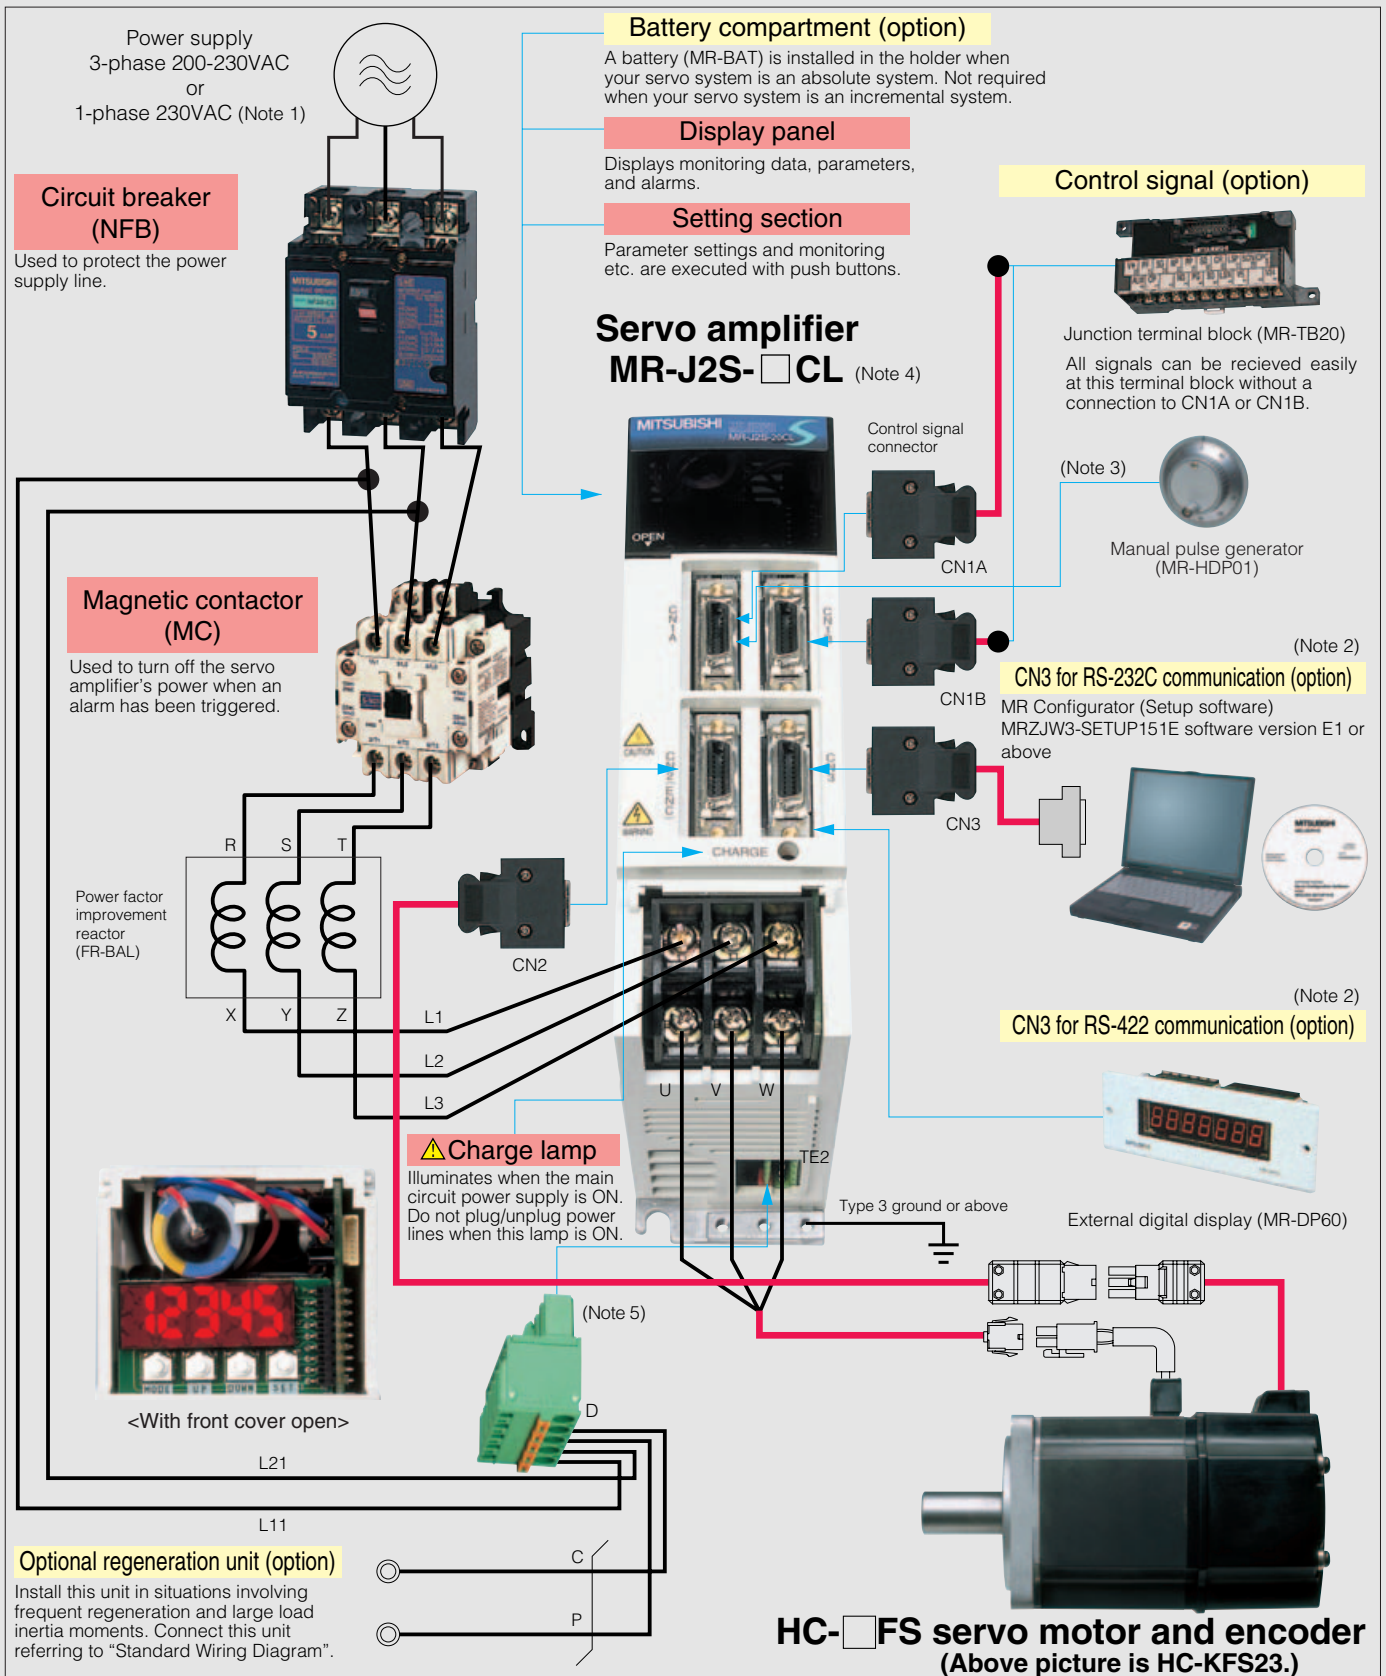 Power supply
3-phase 200-230VAC
or
1-phase 230VAC (Note 1)
Circuit breaker
(NFB)
Used to protect the power
supply line.
MITSUBISHI
5
Battery compartment (option)
A battery (MR-BAT) is installed in the holder when
your servo system is an absolute system. Not required
when your servo system is an incremental system.
Display panel
Displays monitoring data, parameters,
and alarms.
Setting section
Parameter settings and monitoring
etc. are executed with push buttons.
Control signal (option)
Junction terminal block (MR-TB20)
All signals can be recieved easily
at this terminal block without a
connection to CN1A or CN1B.
Servo amplifier
MR-J2S-□CL (Note 4)
MITSUBISHI
MR-J2S-20CL
OPEN
Control signal
connector
CN1A
(Note 3)
Manual pulse generator
(MR-HDP01)
CN1B
Magnetic contactor
(MC)
Used to turn off the servo
amplifier's power when an
alarm has been triggered.
(Note 2)
CN3 for RS-232C communication (option)
MR Configurator (Setup software)
MRZJW3-SETUP151E software version E1 or
above
CN3
MITSUBISHI
CAUTION
WARNING
CHARGE
R S T
Power factor
improvement
reactor
(FR-BAL)
X Y Z
CN2
L1
L2
L3
(Note 2)
CN3 for RS-422 communication (option)
External digital display (MR-DP60)
U V W
TE2
Charge lamp
Illuminates when the main
circuit power supply is ON.
Do not plug/unplug power
lines when this lamp is ON.
Type 3 ground or above
12345
MODE UP DOWN SET
<With front cover open>
(Note 5)
D
L21
L11
Optional regeneration unit (option)
Install this unit in situations involving
frequent regeneration and large load
inertia moments. Connect this unit
referring to “Standard Wiring Diagram”.
C
P
HC-□FS servo motor and encoder
(Above picture is HC-KFS23.)